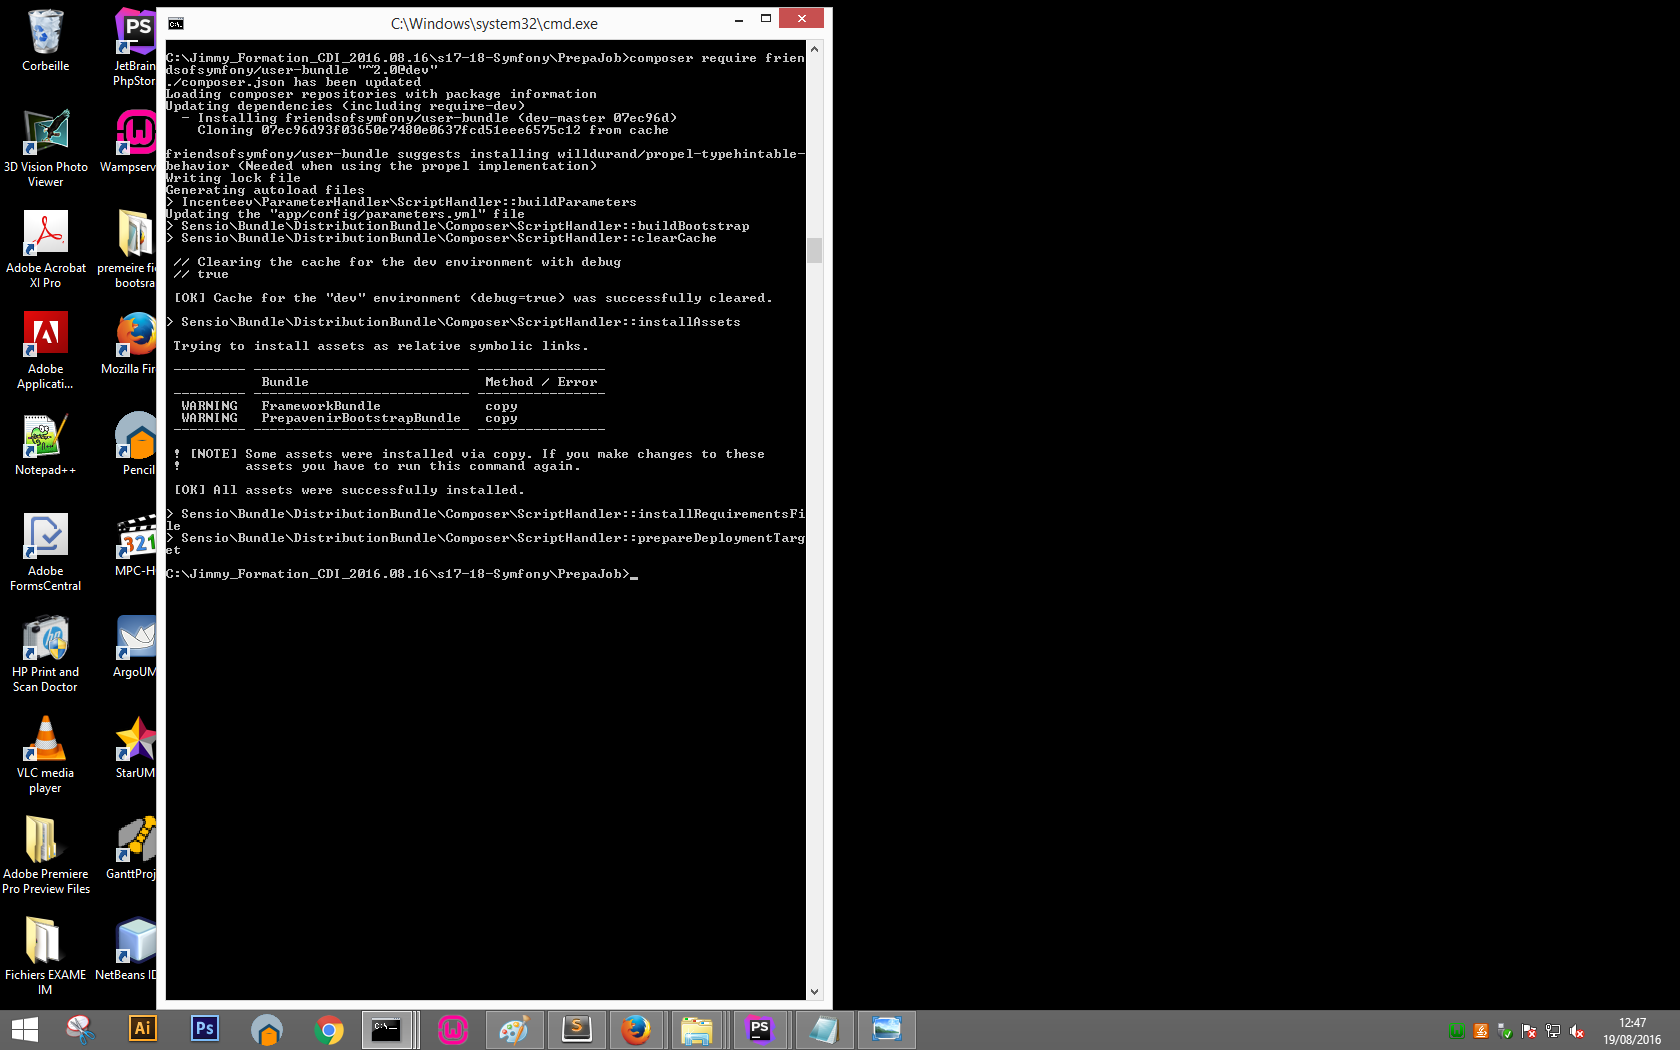 C:\Windows\system32\cmd.exe
C:\Jimmy_Formation_CDI_2016.08.16\s17-18-Symfony\PrepaJob>composer require frien
dsofsymfony/user-bundle "~2.0@dev"
./composer.json has been updated
Loading composer repositories with package information
Updating dependencies (including require-dev)
- Installing friendsofsymfony/user-bundle (dev-master 07ec96d)
Cloning 07ec96d93f03650e7480e0637fcd51eee6575c12 from cache
friendsofsymfony/user-bundle suggests installing willdurand/propel-typehintable-
behavior (Needed when using the propel implementation)
Writing lock file
Generating autoload files
> Incenteev\ParameterHandler\ScriptHandler::buildParameters
Updating the "app/config/parameters.yml" file
> Sensio\Bundle\DistributionBundle\Composer\ScriptHandler::buildBootstrap
> Sensio\Bundle\DistributionBundle\Composer\ScriptHandler::clearCache
// Clearing the cache for the dev environment with debug
// true
[OK] Cache for the "dev" environment (debug=true) was successfully cleared.
> Sensio\Bundle\DistributionBundle\Composer\ScriptHandler::installAssets
Trying to install assets as relative symbolic links.
Bundle Method / Error
WARNING FrameworkBundle copy
WARNING PrepavenirBootstrapBundle copy
! [NOTE] Some assets were installed via copy. If you make changes to these
! assets you have to run this command again.
[OK] All assets were successfully installed.
> Sensio\Bundle\DistributionBundle\Composer\ScriptHandler::installRequirementsFi
le
> Sensio\Bundle\DistributionBundle\Composer\ScriptHandler::prepareDeploymentTarg
et
C:\Jimmy_Formation_CDI_2016.08.16\s17-18-Symfony\PrepaJob>
Corbeille
JetBrain
PhpStor
3D Vision Photo
Viewer
Wampserv
Adobe Acrobat
XI Pro
premeire fi
bootsra
Adobe
Applicati...
Mozilla Fir
Notepad++
Pencil
Adobe
FormsCentral
MPC-H
HP Print and
Scan Doctor
ArgoUM
VLC media
player
StarUM
Adobe Premiere
Pro Preview Files
GanttProj
Fichiers EXAME
IM
NetBeans ID
PS
321
Ai
Ps
PS
12:47
19/08/2016